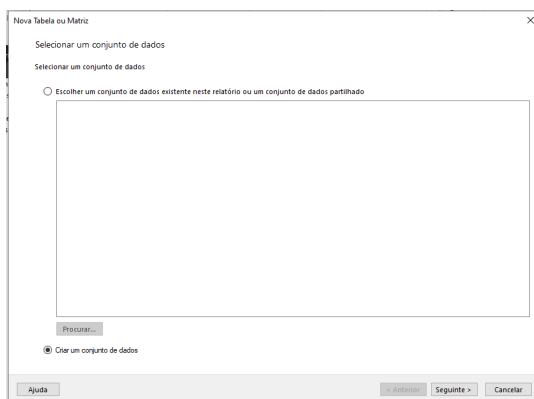 Nova Tabela ou Matriz
Selecionar um conjunto de dados
Selecionar um conjunto de dados
Escolher um conjunto de dados existente neste relatório ou um conjunto de dados partilhado
Procurar...
Criar um conjunto de dados
Ajuda
< Anterior
Seguinte >
Cancelar